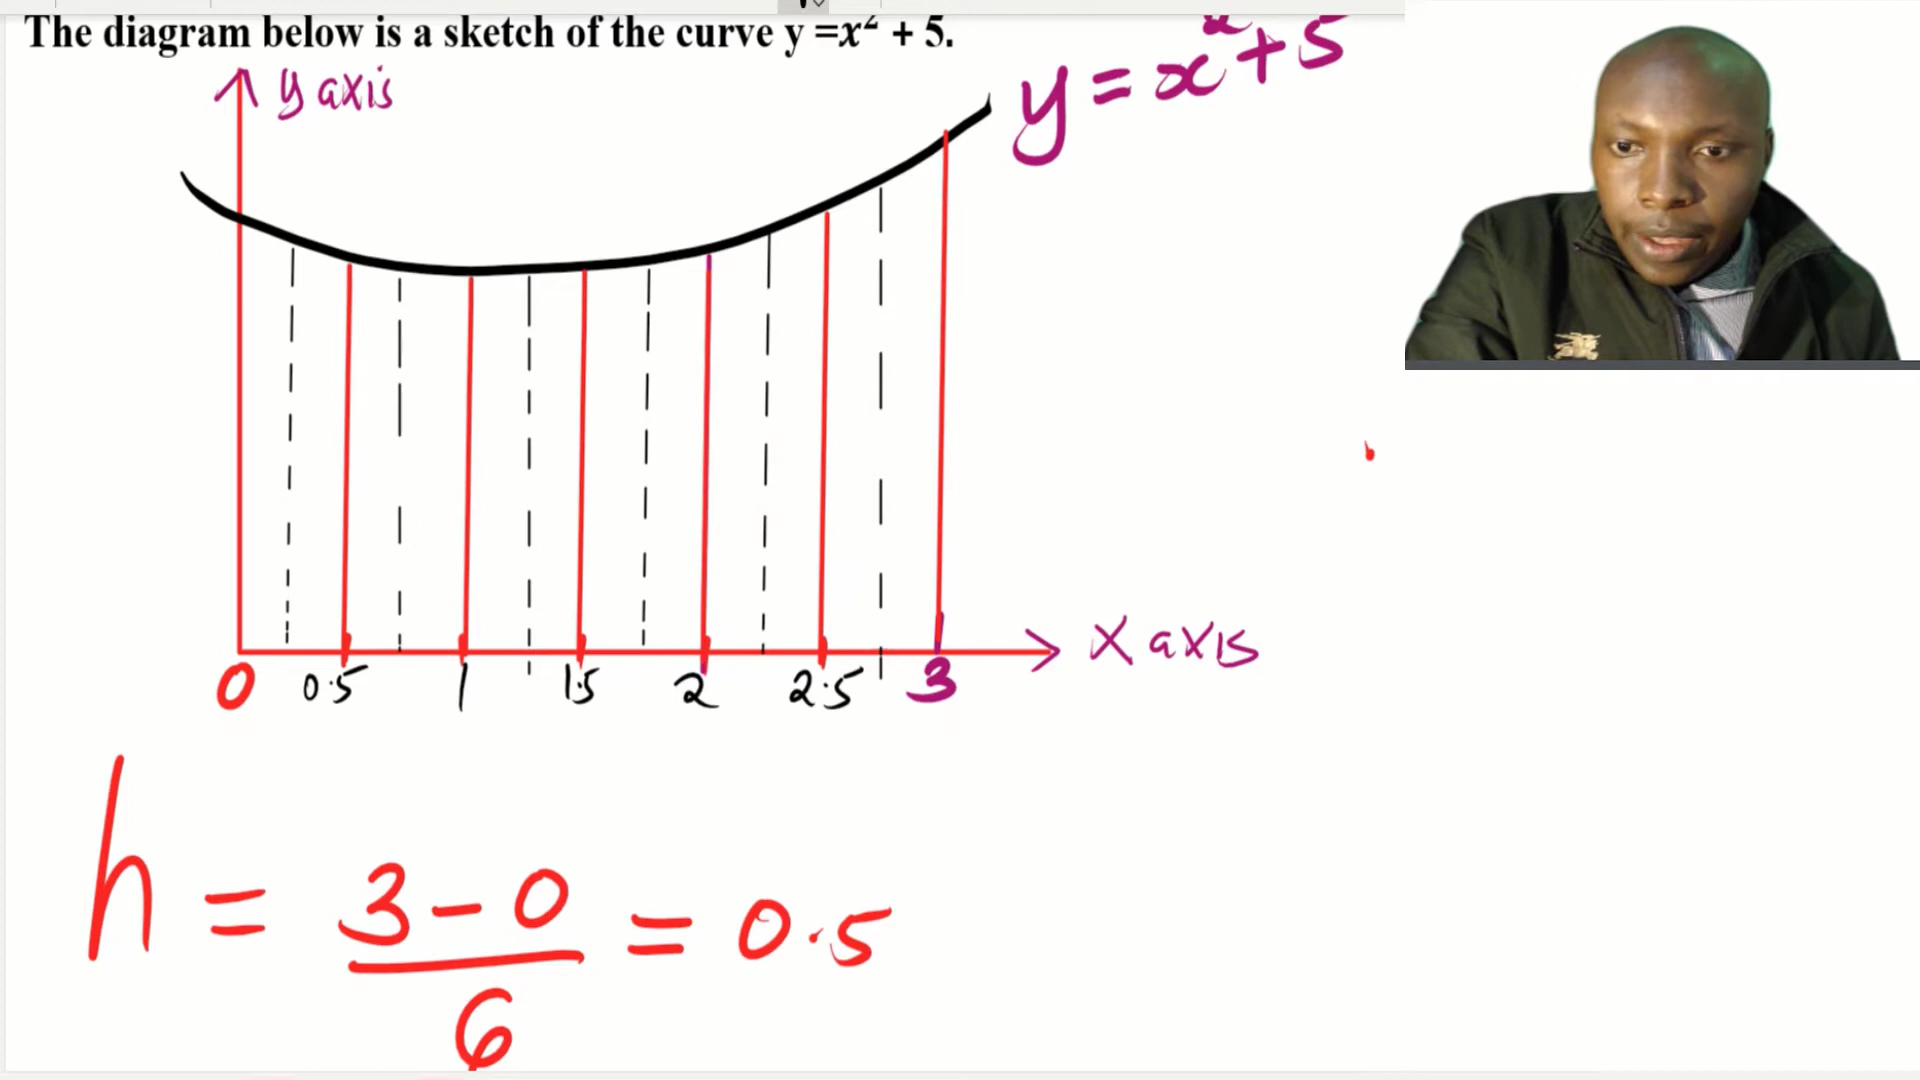 The diagram below is a sketch of the curve y =x² + 5.
y = x²+5
y axis
x axis
0 0.5 1 1.5 2 2.5 3
h = 3 - 0 / 6 = 0.5